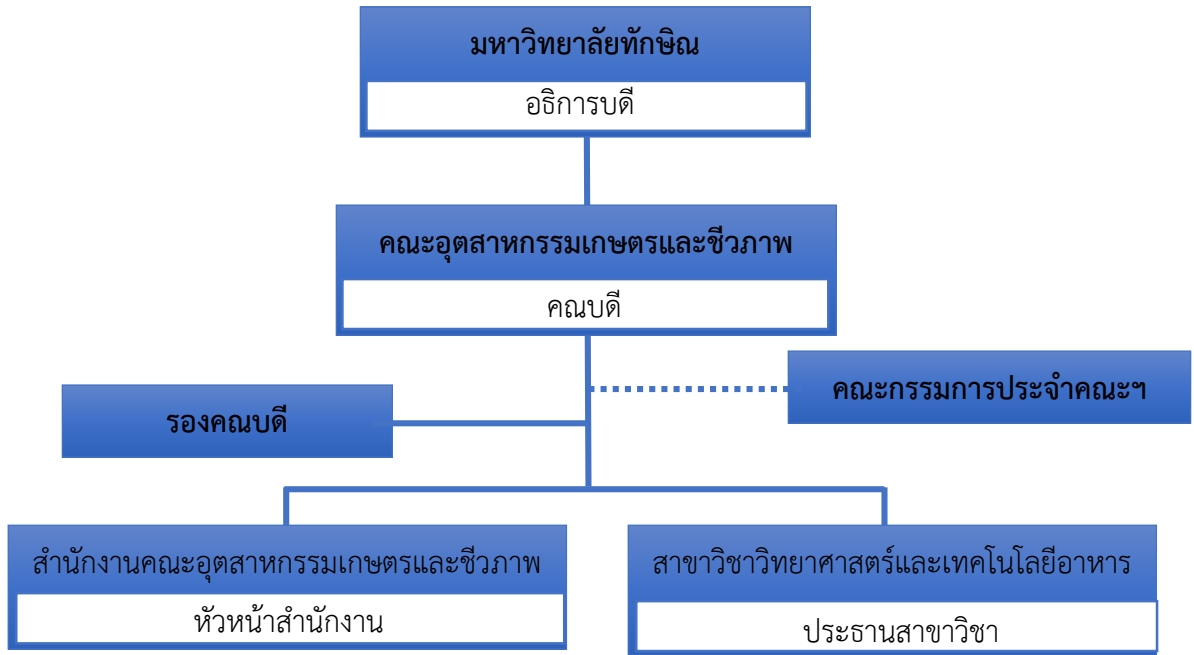 มหาวิทยาลัยทักษิณ
อธิการบดี
คณะอุตสาหกรรมเกษตรและชีวภาพ
คณบดี
คณะกรรมการประจำคณะฯ
รองคณบดี
สำนักงานคณะอุตสาหกรรมเกษตรและชีวภาพ
หัวหน้าสำนักงาน
สาขาวิชาวิทยาศาสตร์และเทคโนโลยีอาหาร
ประธานสาขาวิชา